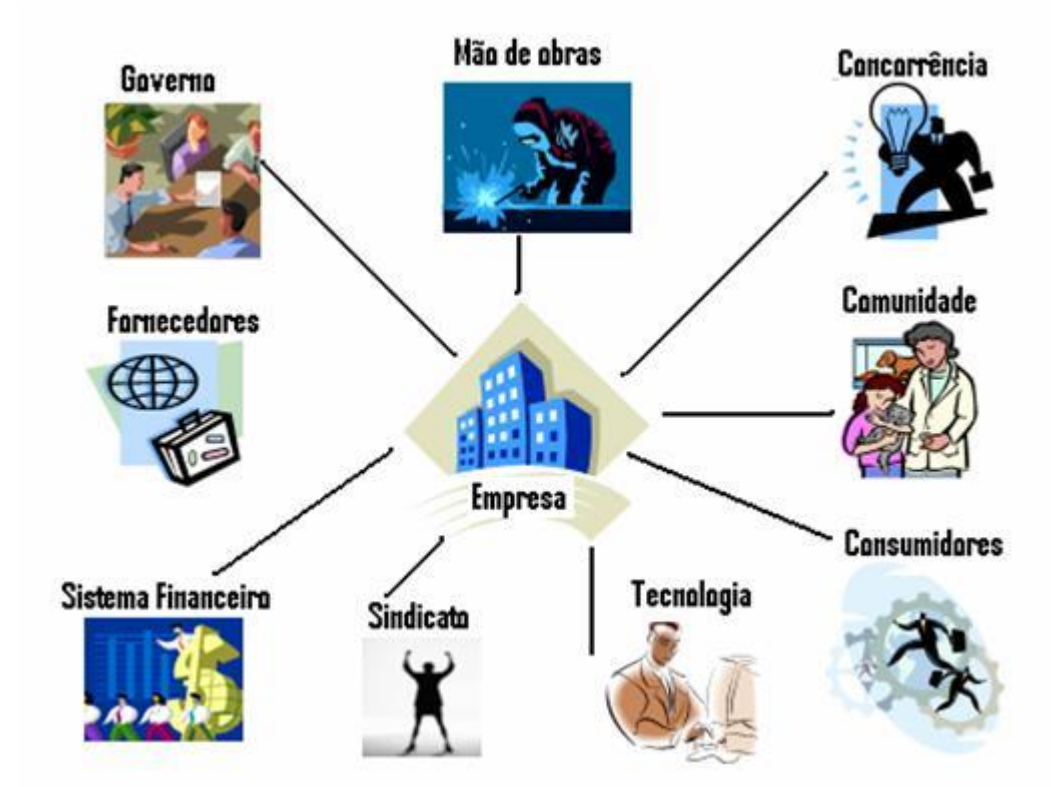 Governo
Mão de obras
Concorrência
Fornecedores
Comunidade
Empresa
Consumidores
Sistema Financeiro
Sindicato
Tecnologia